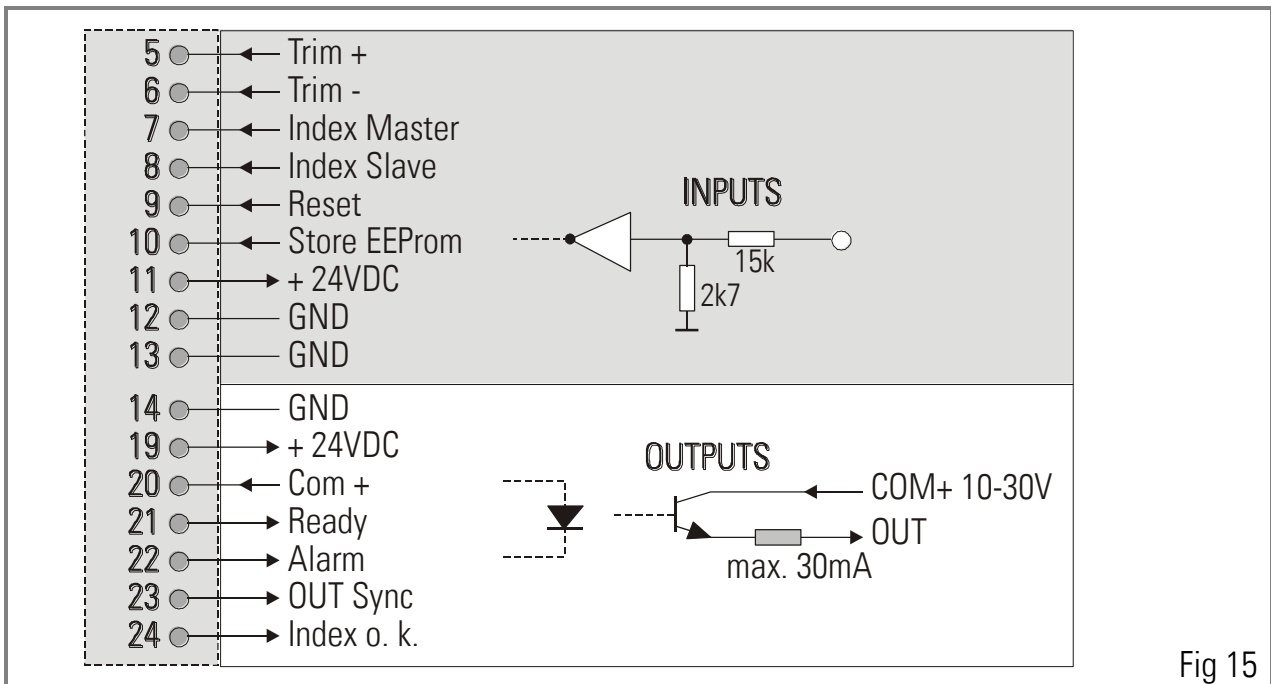 5 Trim +
6 Trim -
7 Index Master
8 Index Slave
9 Reset
10 Store EEProm
11 + 24VDC
12 GND
13 GND
INPUTS
15k
2k7
14 GND
19 + 24VDC
20 Com +
21 Ready
22 Alarm
23 OUT Sync
24 Index o. k.
OUTPUTS
COM+ 10-30V
OUT
max. 30mA
Fig 15